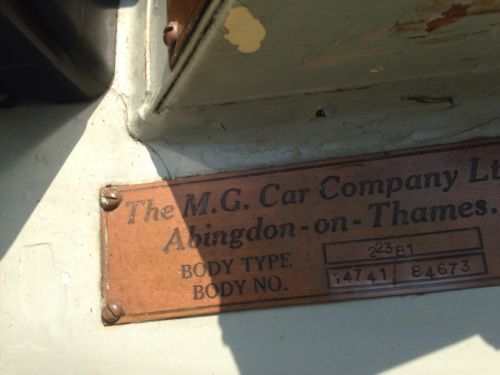 The M.G. Car Company
Abingdon-on-Thames.
BODY TYPE 22381
BODY NO. 14741 84673